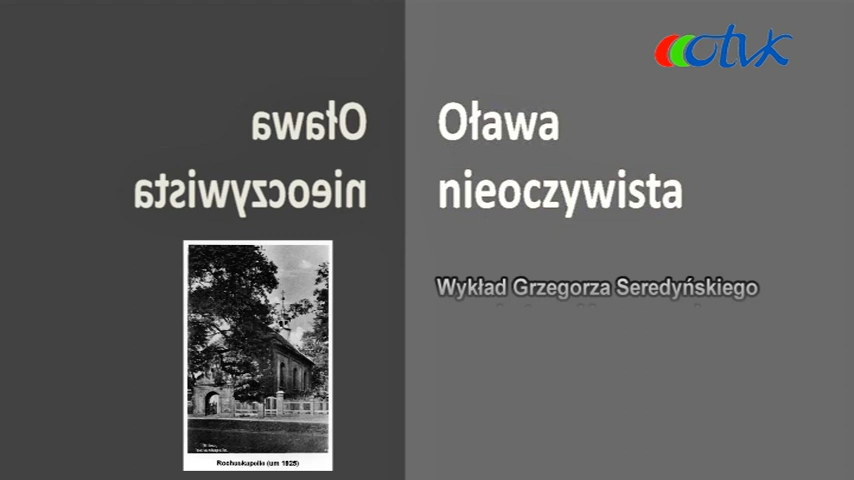 otvk
Oława
nieoczywista
Oława
nieoczywista
Wykład Grzegorza Seredyńskiego
Rochuskapelle (um 1925)